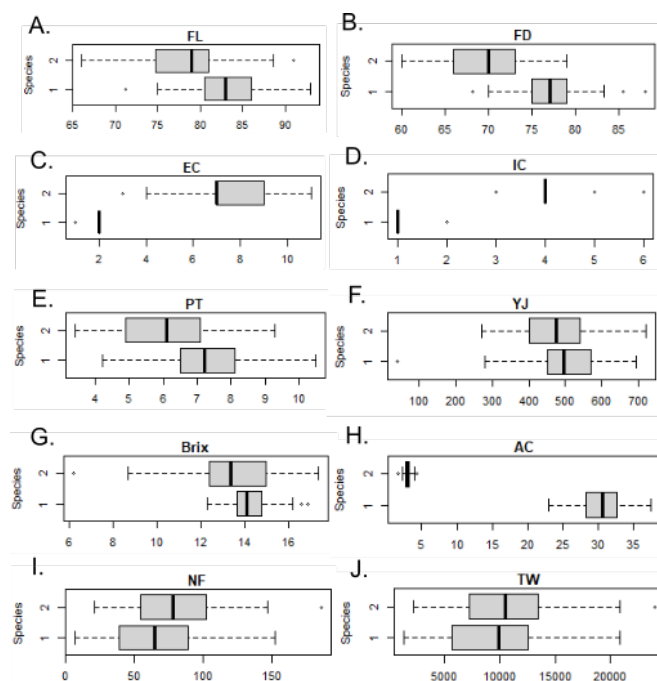 A.
FL
Species
2
1
65 70 75 80 85 90
B.
FD
Species
2
1
60 65 70 75 80 85
C.
EC
Species
2
1
2 4 6 8 10
D.
IC
Species
2
1
1 2 3 4 5 6
E.
PT
Species
2
1
4 5 6 7 8 9 10
F.
YJ
Species
2
1
100 200 300 400 500 600 700
G.
Brix
Species
2
1
6 8 10 12 14 16
H.
AC
Species
2
1
5 10 15 20 25 30 35
I.
NF
Species
2
1
0 50 100 150
J.
TW
Species
2
1
5000 10000 15000 20000